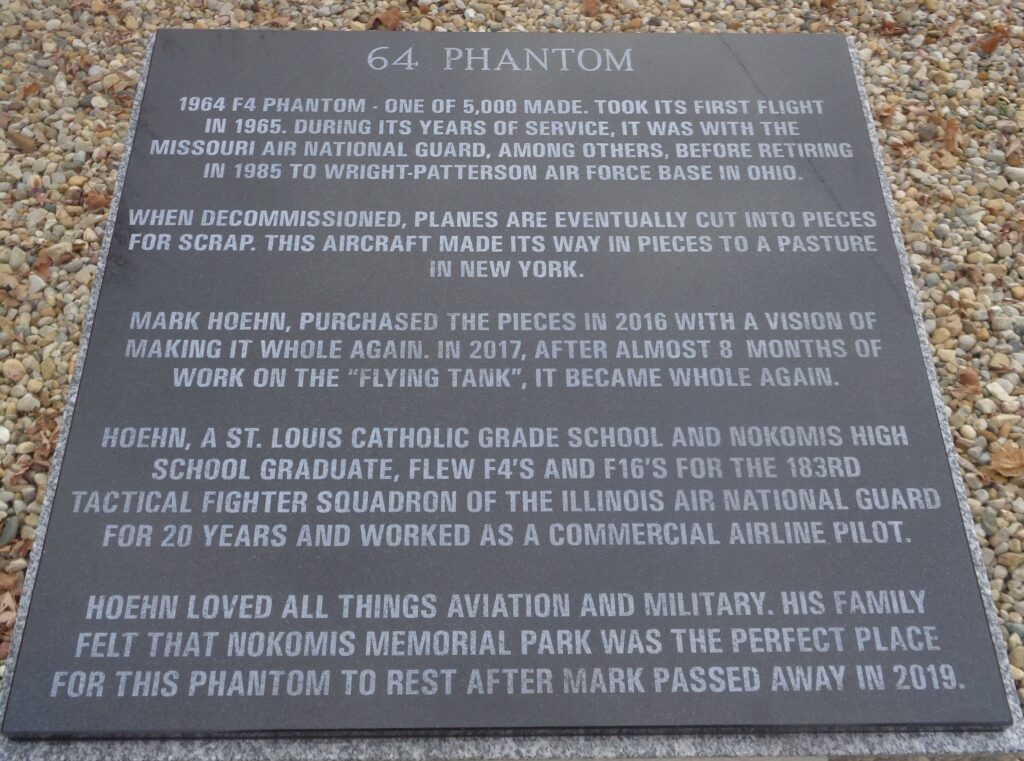 64 PHANTOM
1964 F4 PHANTOM - ONE OF 5,000 MADE. TOOK ITS FIRST FLIGHT
IN 1965. DURING ITS YEARS OF SERVICE, IT WAS WITH THE
MISSOURI AIR NATIONAL GUARD, AMONG OTHERS, BEFORE RETIRING
IN 1985 TO WRIGHT-PATTERSON AIR FORCE BASE IN OHIO.
WHEN DECOMMISSIONED, PLANES ARE EVENTUALLY CUT INTO PIECES
FOR SCRAP. THIS AIRCRAFT MADE ITS WAY IN PIECES TO A PASTURE
IN NEW YORK.
MARK HOEHN, PURCHASED THE PIECES IN 2016 WITH A VISION OF
MAKING IT WHOLE AGAIN. IN 2017, AFTER ALMOST 8 MONTHS OF
WORK ON THE "FLYING TANK", IT BECAME WHOLE AGAIN.
HOEHN, A ST. LOUIS CATHOLIC GRADE SCHOOL AND NOKOMIS HIGH
SCHOOL GRADUATE, FLEW F4'S AND F16'S FOR THE 183RD
TACTICAL FIGHTER SQUADRON OF THE ILLINOIS AIR NATIONAL GUARD
FOR 20 YEARS AND WORKED AS A COMMERCIAL AIRLINE PILOT.
HOEHN LOVED ALL THINGS AVIATION AND MILITARY. HIS FAMILY
FELT THAT NOKOMIS MEMORIAL PARK WAS THE PERFECT PLACE
FOR THIS PHANTOM TO REST AFTER MARK PASSED AWAY IN 2019.